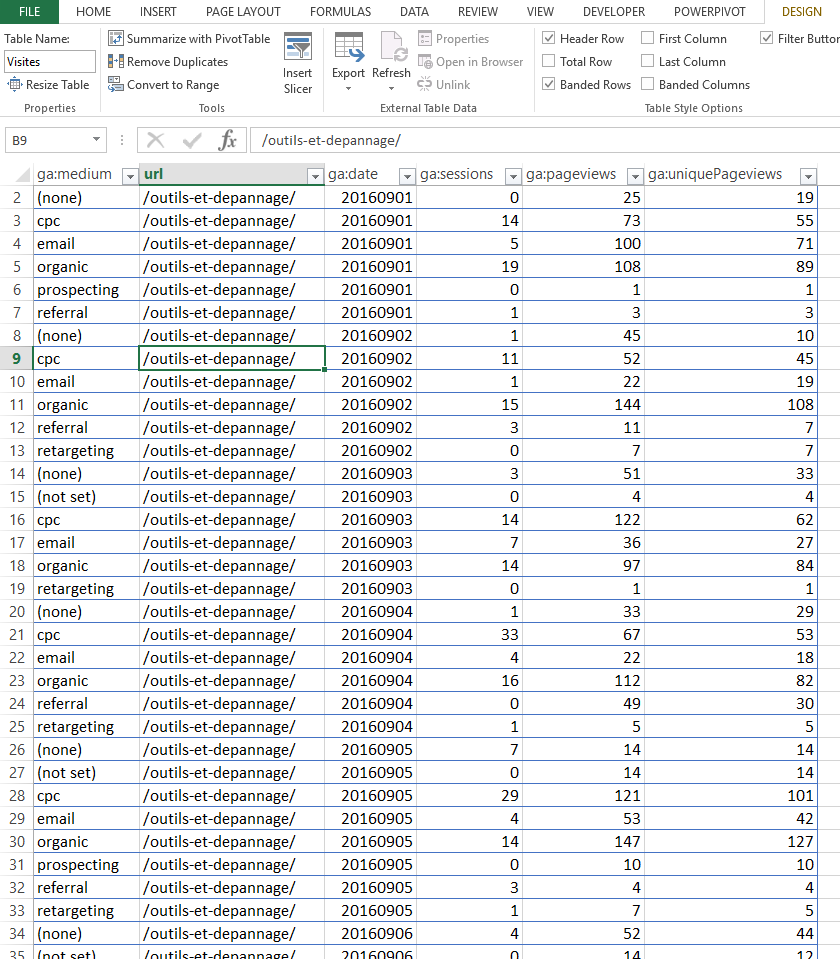 FILE HOME INSERT PAGE LAYOUT FORMULAS DATA REVIEW VIEW DEVELOPER POWERPIVOT DESIGN
Table Name:
Visites
Resize Table
Properties
Summarize with PivotTable
Remove Duplicates
Convert to Range
Tools
Insert
Slicer
Export
Refresh
Properties
Open in Browser
Unlink
External Table Data
Header Row First Column Filter Button
Total Row Last Column
Banded Rows Banded Columns
Table Style Options
B9 fx /outils-et-depannage/
ga:medium url ga:date ga:sessions ga:pageviews ga:uniquePageviews
2 (none) /outils-et-depannage/ 20160901 0 25 19
3 cpc /outils-et-depannage/ 20160901 14 73 55
4 email /outils-et-depannage/ 20160901 5 100 71
5 organic /outils-et-depannage/ 20160901 19 108 89
6 prospecting /outils-et-depannage/ 20160901 0 1 1
7 referral /outils-et-depannage/ 20160901 1 3 3
8 (none) /outils-et-depannage/ 20160902 1 45 10
9 cpc /outils-et-depannage/ 20160902 11 52 45
10 email /outils-et-depannage/ 20160902 1 22 19
11 organic /outils-et-depannage/ 20160902 15 144 108
12 referral /outils-et-depannage/ 20160902 3 11 7
13 retargeting /outils-et-depannage/ 20160902 0 7 7
14 (none) /outils-et-depannage/ 20160903 3 51 33
15 (not set) /outils-et-depannage/ 20160903 0 4 4
16 cpc /outils-et-depannage/ 20160903 14 122 62
17 email /outils-et-depannage/ 20160903 7 36 27
18 organic /outils-et-depannage/ 20160903 14 97 84
19 retargeting /outils-et-depannage/ 20160903 0 1 1
20 (none) /outils-et-depannage/ 20160904 1 33 29
21 cpc /outils-et-depannage/ 20160904 33 67 53
22 email /outils-et-depannage/ 20160904 4 22 18
23 organic /outils-et-depannage/ 20160904 16 112 82
24 referral /outils-et-depannage/ 20160904 0 49 30
25 retargeting /outils-et-depannage/ 20160904 1 5 5
26 (none) /outils-et-depannage/ 20160905 7 14 14
27 (not set) /outils-et-depannage/ 20160905 0 14 14
28 cpc /outils-et-depannage/ 20160905 29 121 101
29 email /outils-et-depannage/ 20160905 4 53 42
30 organic /outils-et-depannage/ 20160905 14 147 127
31 prospecting /outils-et-depannage/ 20160905 0 10 10
32 referral /outils-et-depannage/ 20160905 3 4 4
33 retargeting /outils-et-depannage/ 20160905 1 7 5
34 (none) /outils-et-depannage/ 20160906 4 52 44
35 (not set) /outils-et-depannage/ 20160906 0 14 12